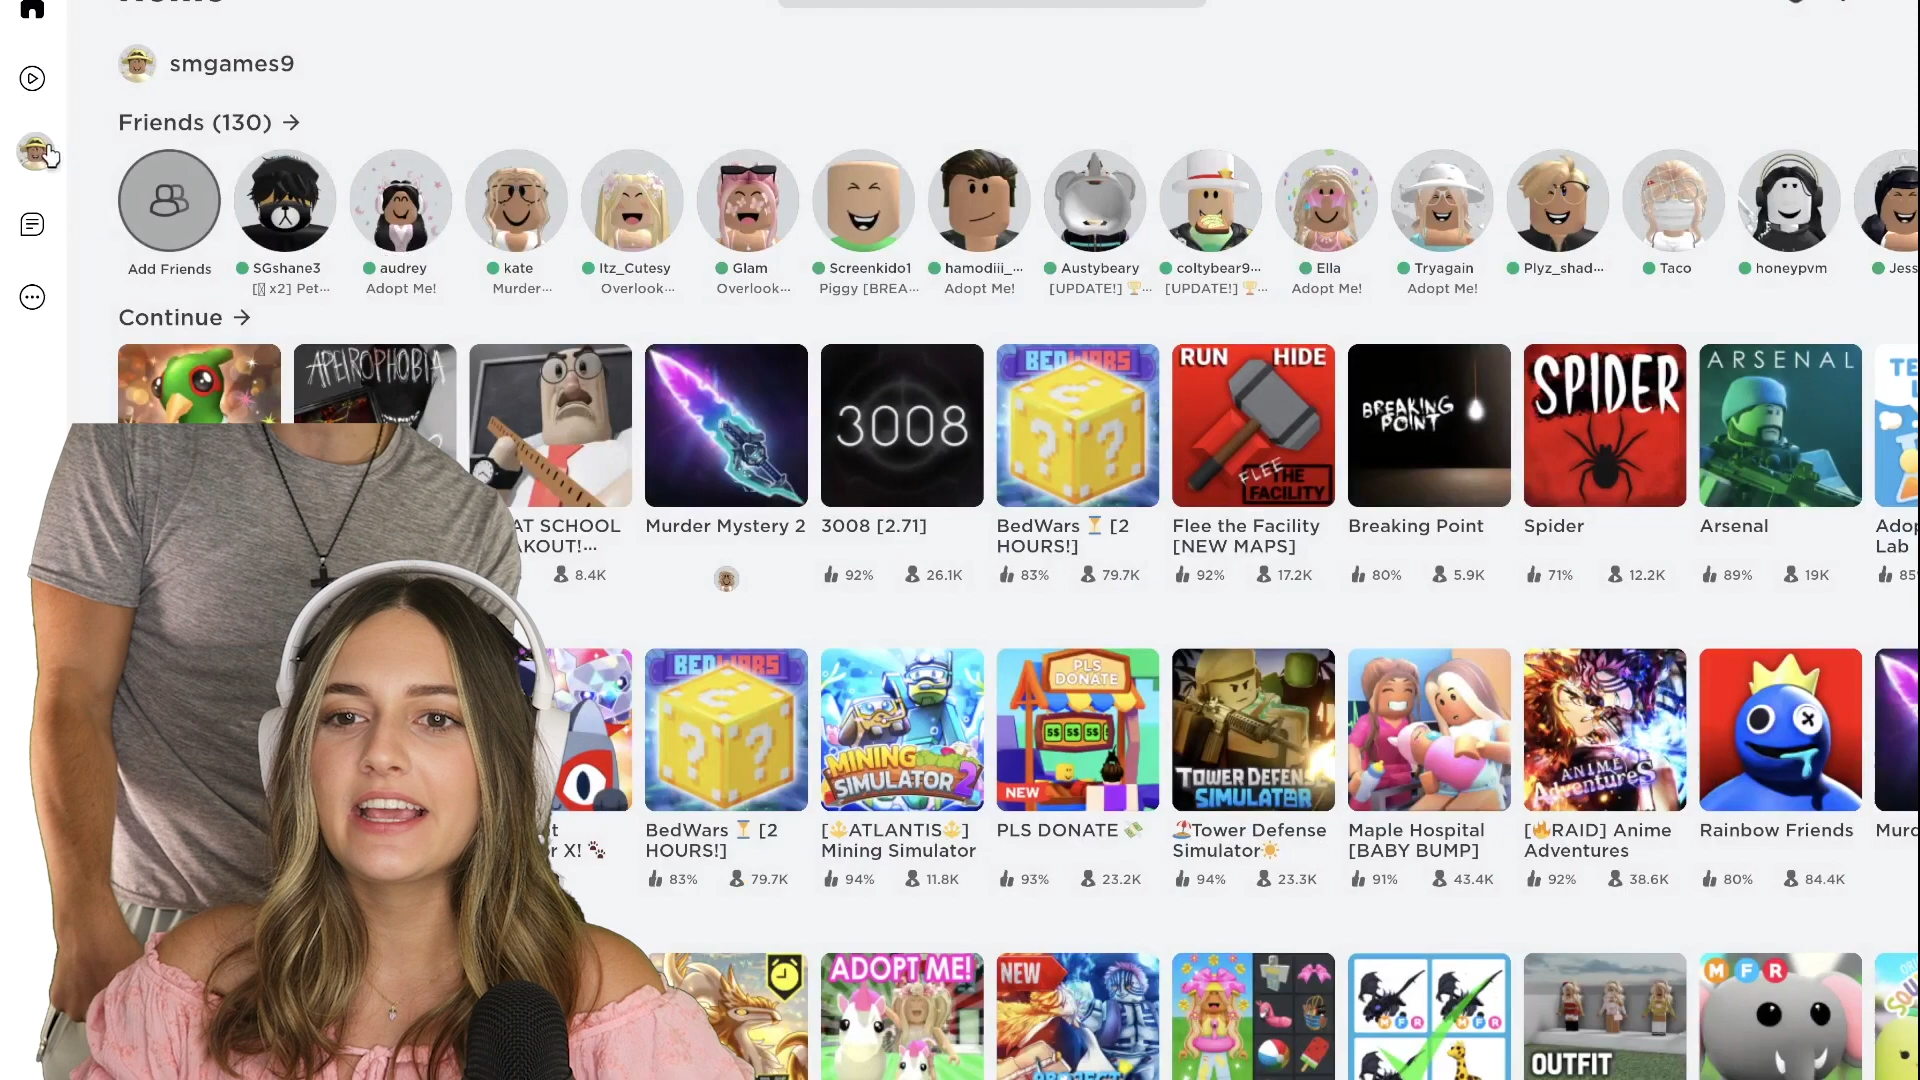 smgames9
Friends (130) →
Add Friends
SGshane3
audrey
kate
Itz_Cutesy
Glam
Screenkido1
hamodiii_...
Austybeary
coltybear9...
Ella
Tryagain
Plyz_shad...
Taco
honeypvm
Jess
x2] Pet...
Adopt Me!
Murder...
Overlook...
Overlook...
Piggy [BREA...
Adopt Me!
[UPDATE!] 🏆...
[UPDATE!] 🏆...
Adopt Me!
Adopt Me!
Continue →
APEIROPHOBIA
3008
BEDWARS
RUN HIDE
FLEE
THE
FACILITY
BREAKING
POINT
SPIDER
ARSENAL
TE
AT SCHOOL
AKOUT!...
Murder Mystery 2
3008 [2.71]
BedWars ⏳ [2
HOURS!]
Flee the Facility
[NEW MAPS]
Breaking Point
Spider
Arsenal
Adop
Lab
8.4K
92% 26.1K
83% 79.7K
92% 17.2K
80% 5.9K
71% 12.2K
89% 19K
85
BEDWARS
MINING
SIMULATOR 2
PLS
DONATE
5$ 5$ 5$
NEW
TOWER DEFENSE
SIMULATOR
ANIME
Adventures
r X! 🐾
BedWars ⏳ [2
HOURS!]
[🔱ATLANTIS🔱]
Mining Simulator
PLS DONATE 💸
🏖️Tower Defense
Simulator☀️
Maple Hospital
[BABY BUMP]
[🔥RAID] Anime
Adventures
Rainbow Friends
Murd
83% 79.7K
94% 11.8K
93% 23.2K
94% 23.3K
91% 43.4K
92% 38.6K
80% 84.4K
ADOPT ME!
NEW
PROJECT
M F R
M F R
OUTFIT
M F R